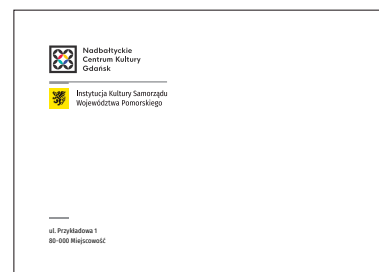 Nadbałtyckie
Centrum Kultury
Gdańsk
Instytucja Kultury Samorządu
Województwa Pomorskiego
ul. Przykładowa 1
80-000 Miejscowość